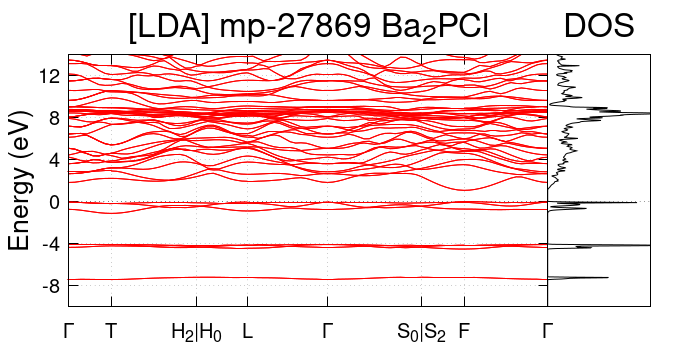 [LDA] mp-27869 Ba₂PCl DOS
Energy (eV)
12
8
4
0
-4
-8
Γ T H₂|H₀ L Γ S₀|S₂ F Γ